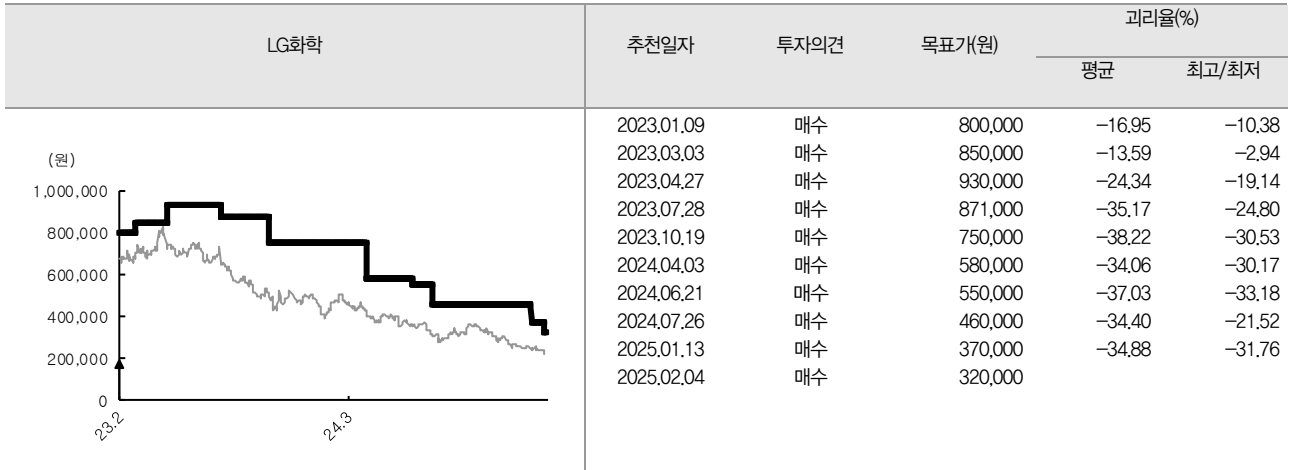 LG화학 추천일자 투자의견 목표가(원) 괴리율(%)
평균 최고/최저
(원)
1,000,000
800,000
600,000
400,000
200,000
0
23.2 24.3
2023.01.09 매수 800,000 -16.95 -10.38
2023.03.03 매수 850,000 -13.59 -2.94
2023.04.27 매수 930,000 -24.34 -19.14
2023.07.28 매수 871,000 -35.17 -24.80
2023.10.19 매수 750,000 -38.22 -30.53
2024.04.03 매수 580,000 -34.06 -30.17
2024.06.21 매수 550,000 -37.03 -33.18
2024.07.26 매수 460,000 -34.40 -21.52
2025.01.13 매수 370,000 -34.88 -31.76
2025.02.04 매수 320,000